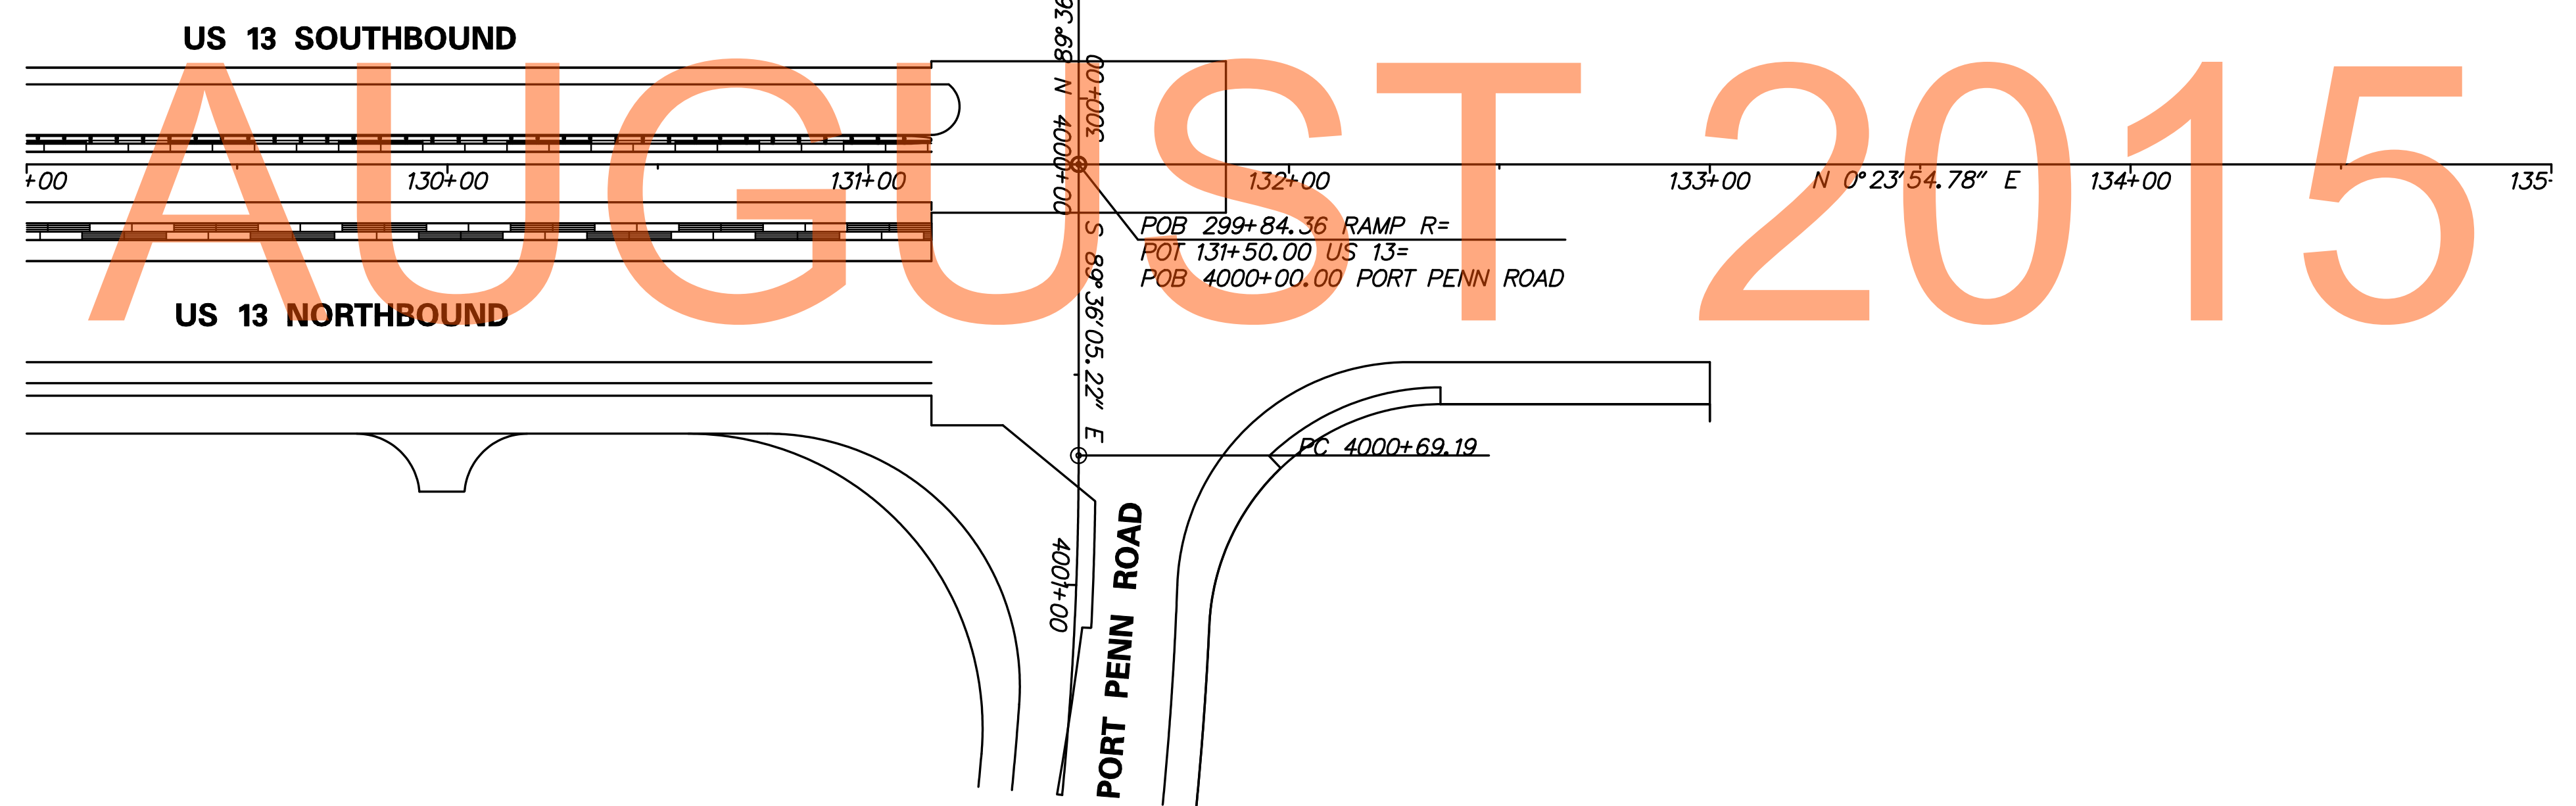 US 13 SOUTHBOUND
AUGUST 2015
N 89°36
300+00
4000+00
+00
130+00
131+00
132+00
133+00
N 0°23'54.78" E
134+00
135
POB 299+84.36 RAMP R=
POT 131+50.00 US 13=
POB 4000+00.00 PORT PENN ROAD
S 89°36'05.22" E
US 13 NORTHBOUND
PC 4000+69.19
4001+00
PORT PENN ROAD